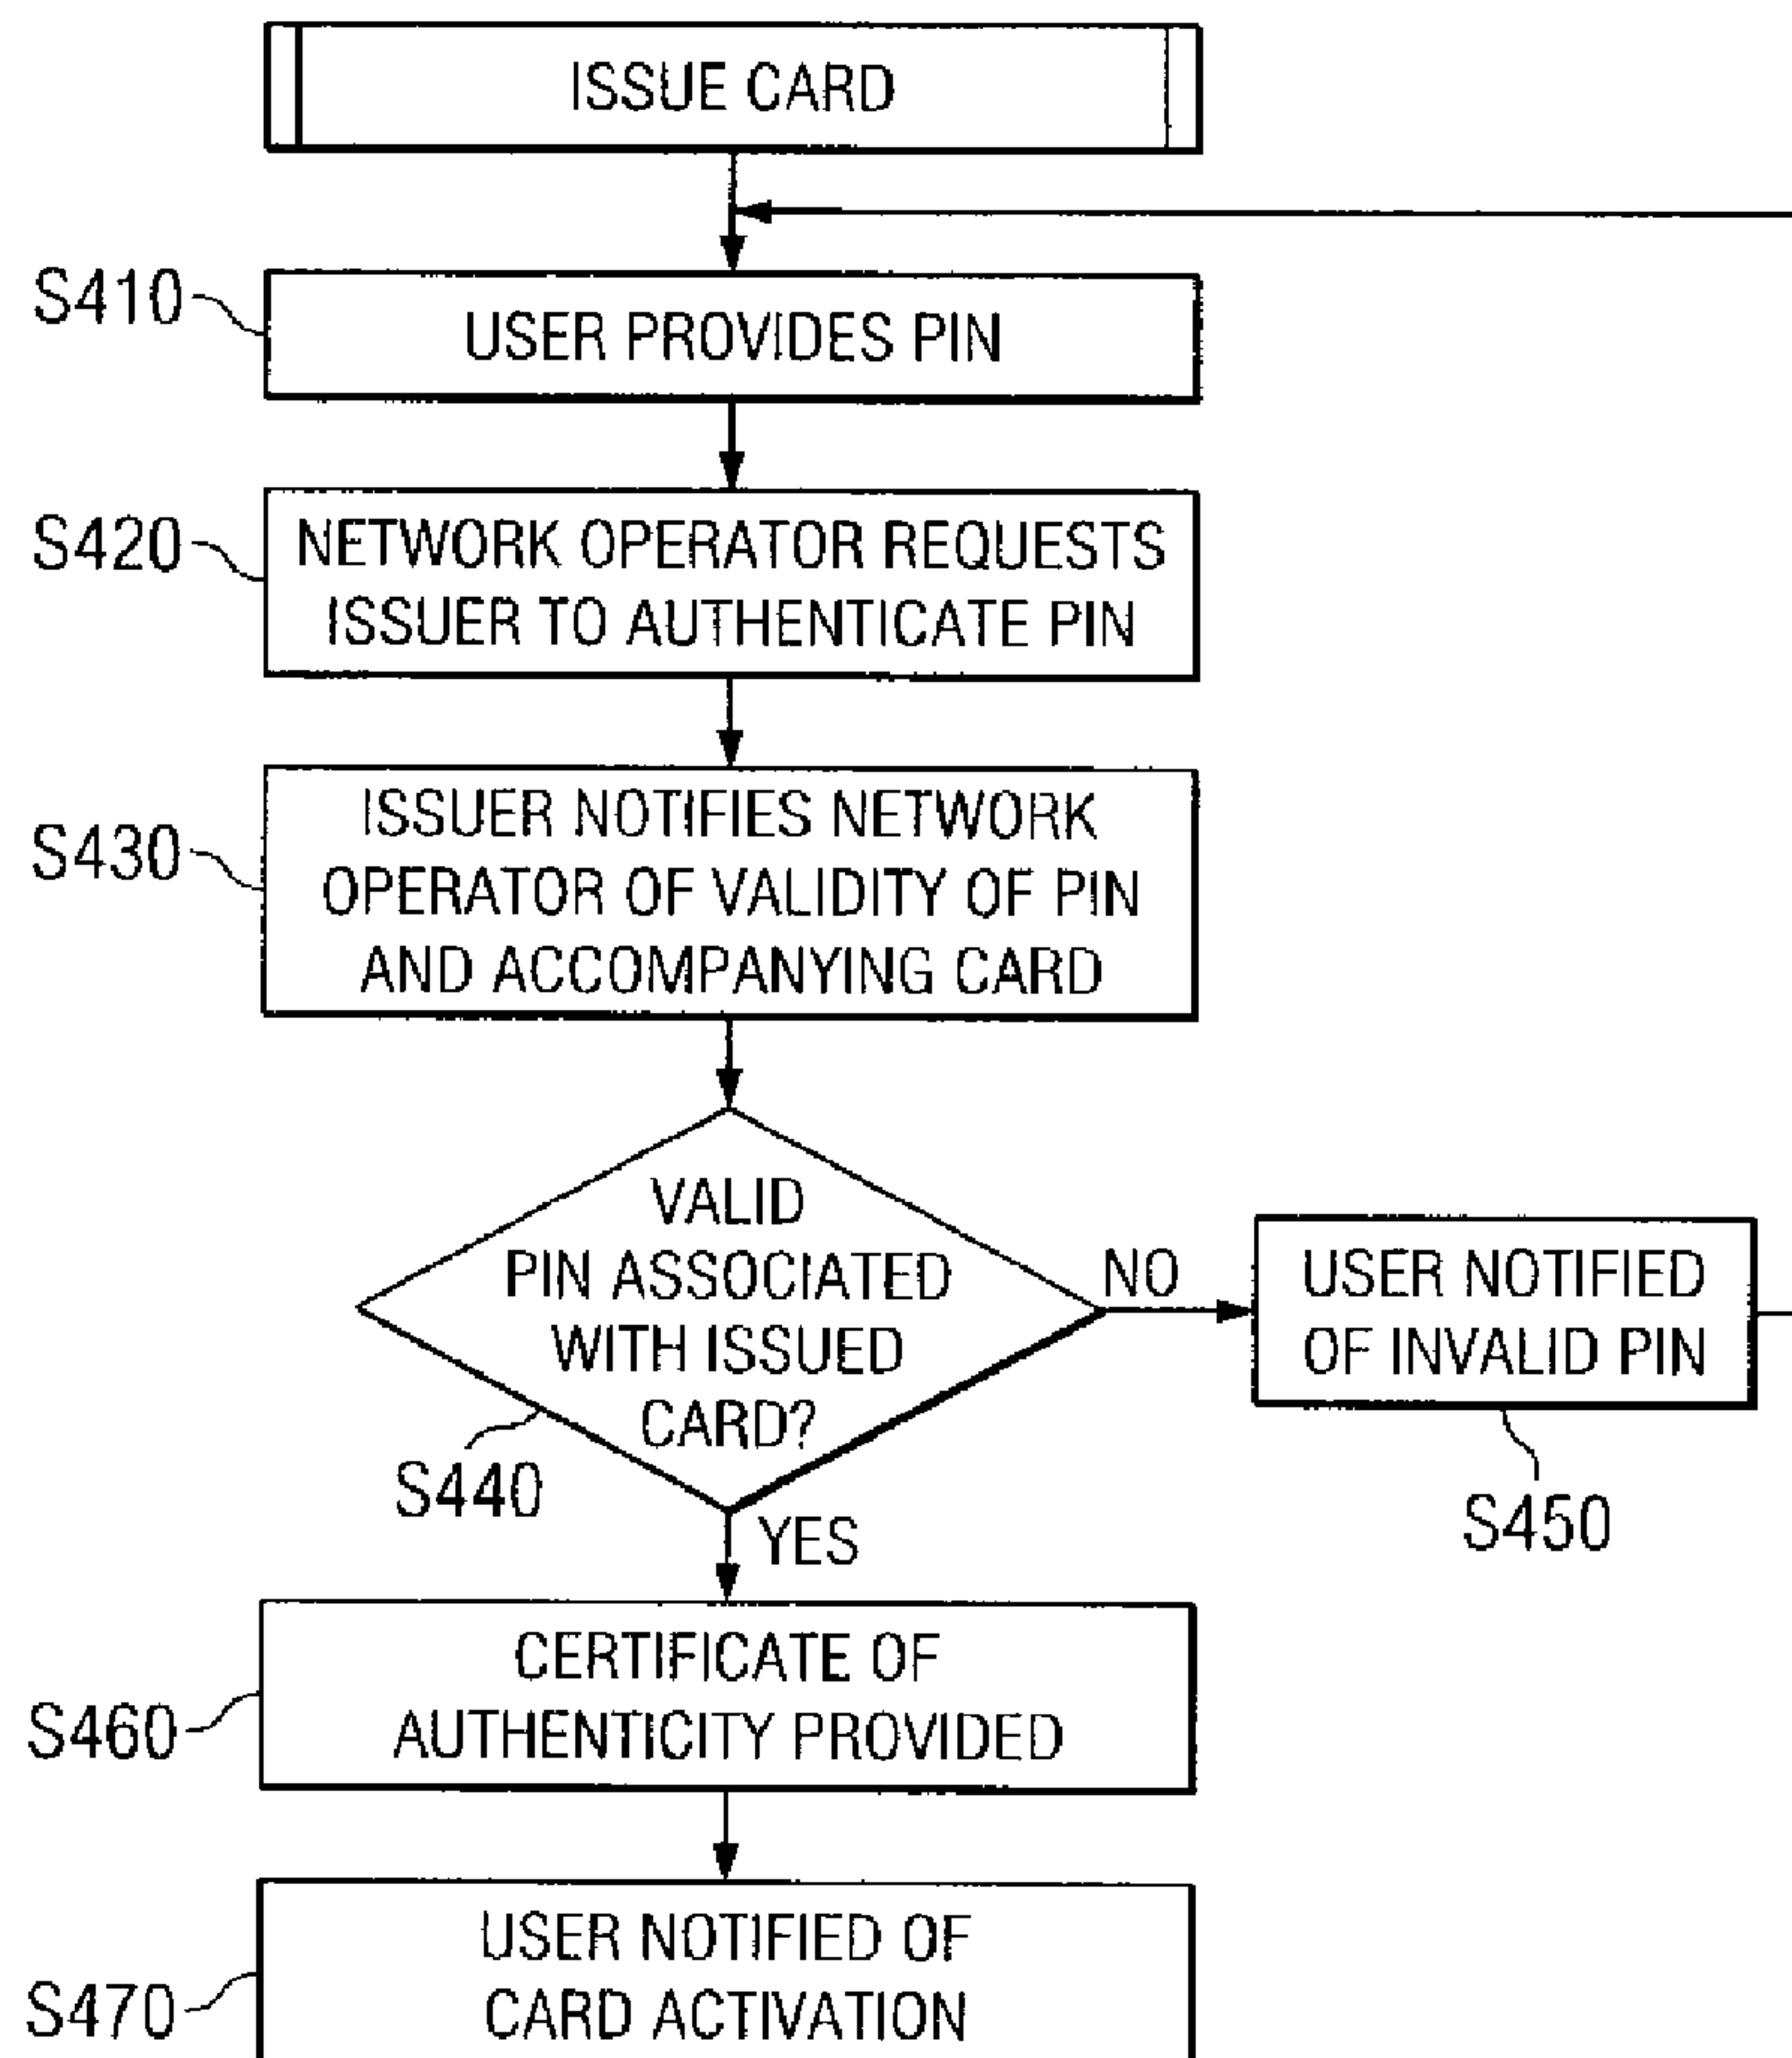 ISSUE CARD
S410
USER PROVIDES PIN
S420
NETWORK OPERATOR REQUESTS
ISSUER TO AUTHENTICATE PIN
S430
ISSUER NOTIFIES NETWORK
OPERATOR OF VALIDITY OF PIN
AND ACCOMPANYING CARD
VALID
PIN ASSOCIATED
WITH ISSUED
CARD?
S440
NO
USER NOTIFIED
OF INVALID PIN
S450
YES
S460
CERTIFICATE OF
AUTHENTICITY PROVIDED
S470
USER NOTIFIED OF
CARD ACTIVATION